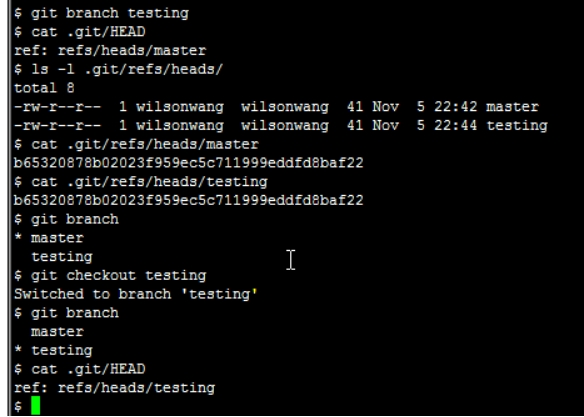 $ git branch testing
$ cat .git/HEAD
ref: refs/heads/master
$ ls -l .git/refs/heads/
total 8
-rw-r--r--  1 wilsonwang  wilsonwang  41 Nov  5 22:42 master
-rw-r--r--  1 wilsonwang  wilsonwang  41 Nov  5 22:44 testing
$ cat .git/refs/heads/master
b65320878b02023f959ec5c711999eddfd8baf22
$ cat .git/refs/heads/testing
b65320878b02023f959ec5c711999eddfd8baf22
$ git branch
* master
  testing
$ git checkout testing
Switched to branch 'testing'
$ git branch
  master
* testing
$ cat .git/HEAD
ref: refs/heads/testing
$